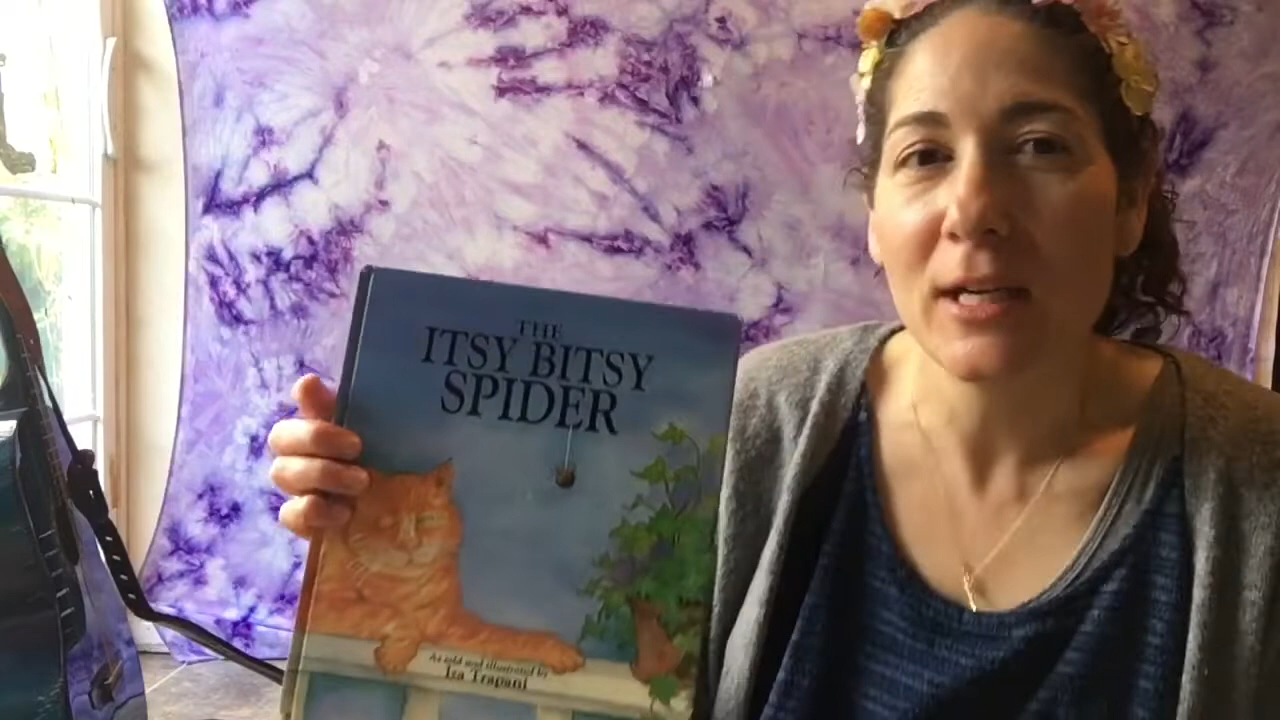 THE
ITSY BITSY
SPIDER
As told and illustrated by
Iza Trapani